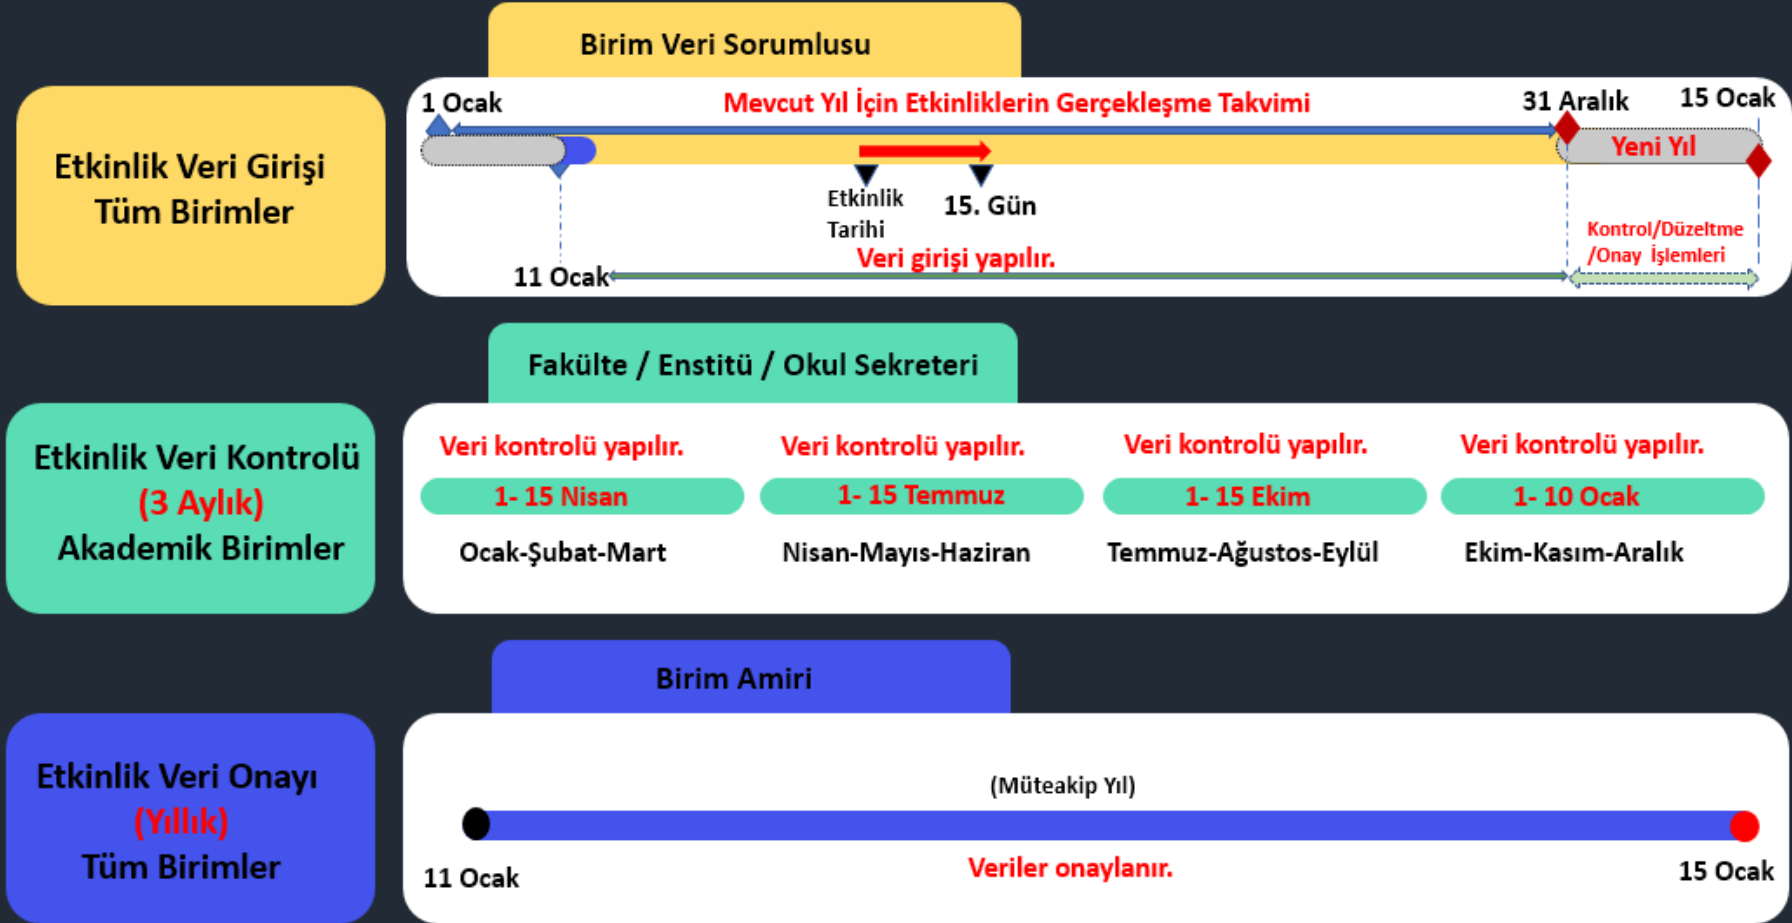 Birim Veri Sorumlusu
Etkinlik Veri Girişi
Tüm Birimler
1 Ocak
Mevcut Yıl İçin Etkinliklerin Gerçekleşme Takvimi
31 Aralık
15 Ocak
Yeni Yıl
Etkinlik
Tarihi
15. Gün
Veri girişi yapılır.
11 Ocak
Kontrol/Düzeltme
/Onay İşlemleri
Fakülte / Enstitü / Okul Sekreteri
Etkinlik Veri Kontrolü
(3 Aylık)
Akademik Birimler
Veri kontrolü yapılır.
1- 15 Nisan
Ocak-Şubat-Mart
Veri kontrolü yapılır.
1- 15 Temmuz
Nisan-Mayıs-Haziran
Veri kontrolü yapılır.
1- 15 Ekim
Temmuz-Ağustos-Eylül
Veri kontrolü yapılır.
1- 10 Ocak
Ekim-Kasım-Aralık
Birim Amiri
Etkinlik Veri Onayı
(Yıllık)
Tüm Birimler
(Müteakip Yıl)
11 Ocak
Veriler onaylanır.
15 Ocak